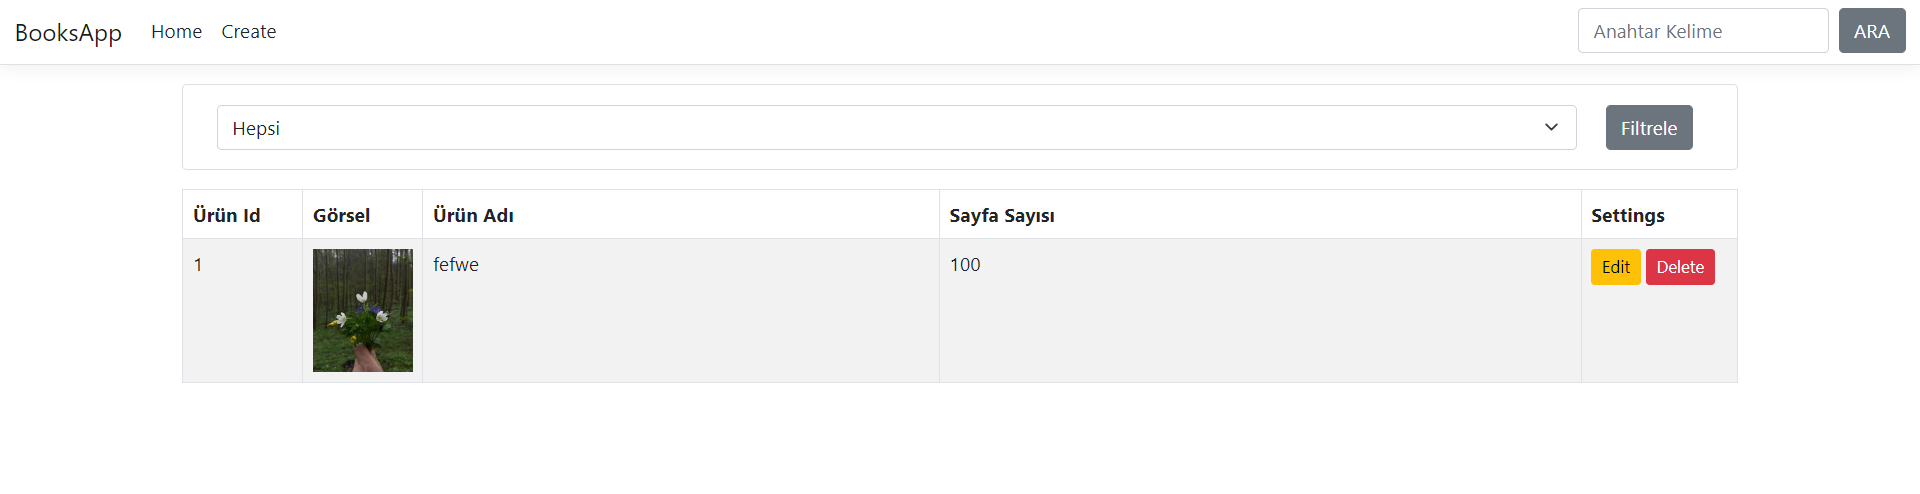 BooksApp Home Create Anahtar Kelime ARA
Hepsi Filtrele
Ürün Id Görsel Ürün Adı Sayfa Sayısı Settings
1 fefwe 100 Edit Delete